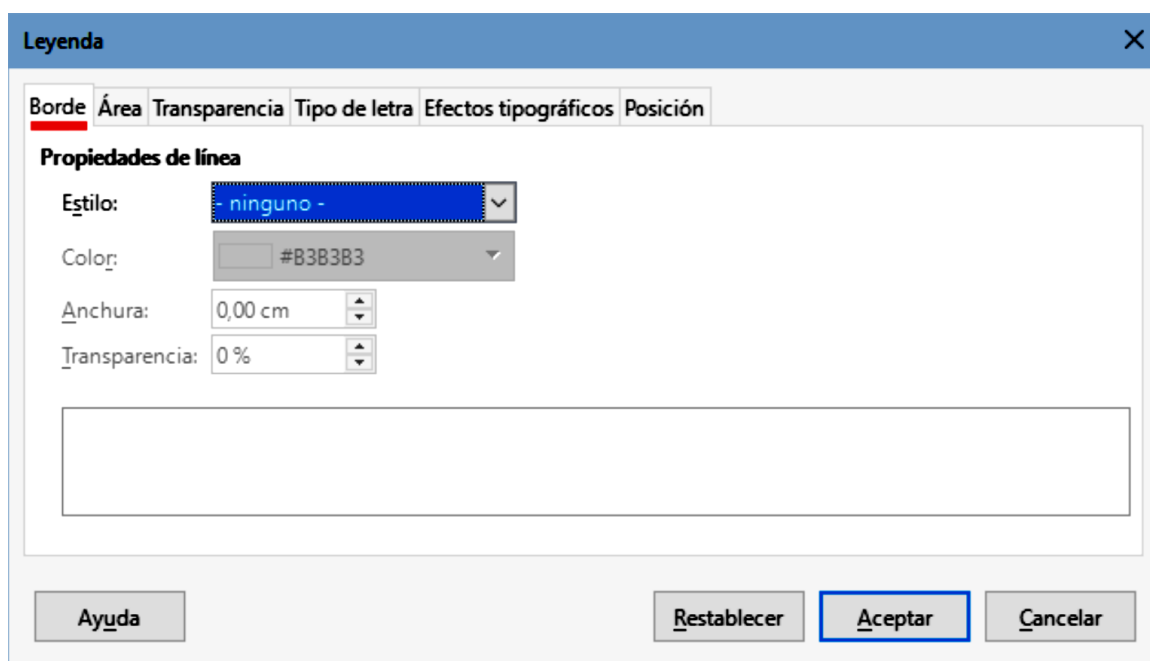 Leyenda
Borde Área Transparencia Tipo de letra Efectos tipográficos Posición
Propiedades de línea
Estilo: - ninguno -
Color: #B3B3B3
Anchura: 0,00 cm
Transparencia: 0 %
Ayuda Restablecer Aceptar Cancelar